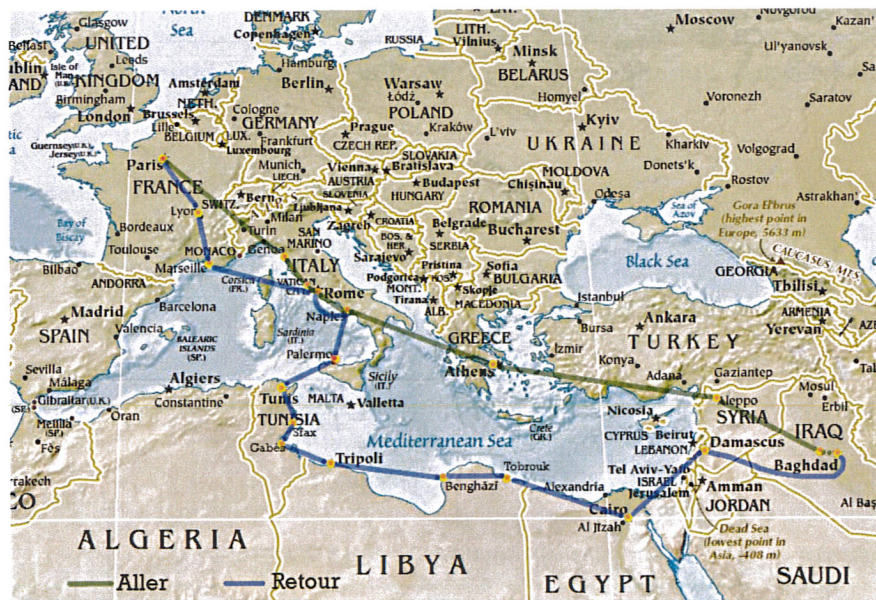 Glasgow
DENMARK
Copenhagen
RUSSIA
LITH.
Vilnius
Moscow
Novgorod
Kazan'
Belfast
UNITED
KINGDOM
Isle of
Man
(U.K.)
Leeds
Birmingham
London
Hamburg
Berlin
Amsterdam
NETH.
Minsk
BELARUS
Homyel'
Ul'yanovsk
Warsaw
Łódź
POLAND
Kraków
Voronezh
Saratov
Brussels
Lille
BELGIUM
LUX.
Luxembourg
Cologne
GERMANY
Frankfurt
Prague
CZECH REP.
L'viv
Kyiv
UKRAINE
Kharkiv
Donets'k
Volgograd
Rostov
Astrakhan'
Guernsey (U.K.)
Jersey (U.K.)
Paris
FRANCE
Munich
LIECH.
Vienna
AUSTRIA
SLOVAKIA
Bratislava
Budapest
HUNGARY
MOLDOVA
Chișinău
Odesa
Sea of
Azov
Gora El'brus
(highest point in
Europe, 5633 m)
CAUCASUS MTS.
Bern
SWITZ.
Lyon
Milan
Turin
Genoa
SLOVENIA
Ljubljana
Zagreb
CROATIA
BOS. &
HER.
Sarajevo
Belgrade
SERBIA
ROMANIA
Bucharest
Bay of
Biscay
Bordeaux
Toulouse
Bilbao
MONACO
Marseille
ANDORRA
SAN
MARINO
ITALY
VATICAN
CITY
Rome
Naples
Corsica
(FR.)
Podgorica
MONT.
Pristina
KOS.
Skopje
MACEDONIA
Tirana
ALB.
Sofia
BULGARIA
Black Sea
GEORGIA
Tbilisi
ARMENIA
Yerevan
AZE
Istanbul
Bursa
Ankara
TURKEY
Madrid
SPAIN
Barcelona
Valencia
BALEARIC
ISLANDS
(SP.)
Sardinia
(IT.)
Palermo
Sicily
(IT.)
GREECE
Athens
İzmir
Konya
Adana
Gaziantep
Sevilla
Málaga
Gibraltar (U.K.)
(SP.)
Melilla
(SP.)
Fès
Oran
Algiers
Constantine
Tunis
TUNISIA
Sfax
Gabès
MALTA
Valletta
Crete
(GR.)
Nicosia
CYPRUS
Beirut
LEBANON
Aleppo
SYRIA
Damascus
Mosul
Erbil
IRAQ
Baghdad
Mediterranean Sea
Tripoli
Benghāzī
Tobrouk
Alexandria
Cairo
Al Jīzah
Tel Aviv-Yafo
ISRAEL
Jerusalem
Amman
JORDAN
Dead Sea
(lowest point in
Asia, -408 m)
ALGERIA
LIBYA
EGYPT
SAUDI
Aller
Retour